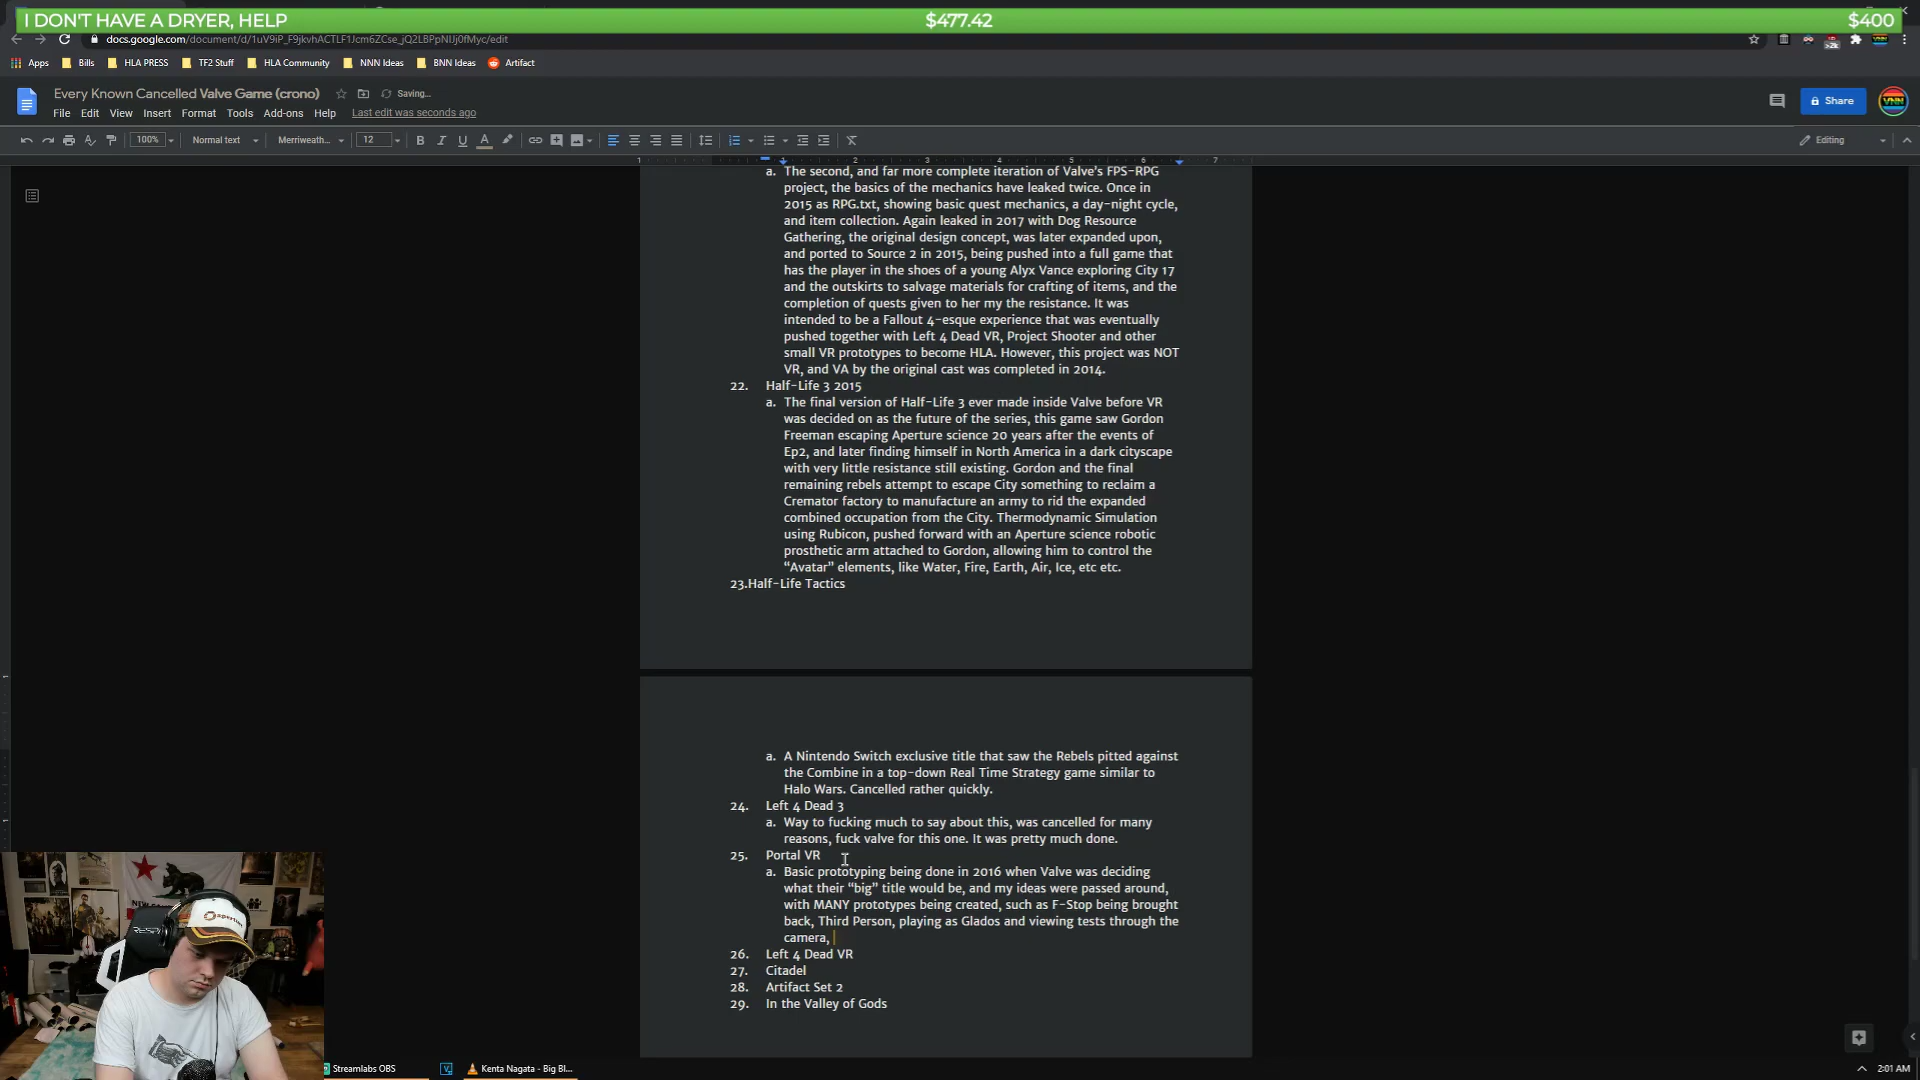 I DON'T HAVE A DRYER, HELP $477.42 $400
docs.google.com/document/d/1uV9iP_F9jkvhACTLF1Jcm6ZCse_jQ2LBPpNIJj0fMyc/edit
Apps Bills HLA PRESS TF2 Stuff HLA Community NNN Ideas BNN Ideas Artifact
Every Known Cancelled Valve Game (crono) Saving...
File Edit View Insert Format Tools Add-ons Help Last edit was seconds ago
Share
VNN
100% Normal text Merriweath... 12 Editing
a. The second, and far more complete iteration of Valve's FPS-RPG
project, the basics of the mechanics have leaked twice. Once in
2015 as RPG.txt, showing basic quest mechanics, a day-night cycle,
and item collection. Again leaked in 2017 with Dog Resource
Gathering, the original design concept, was later expanded upon,
and ported to Source 2 in 2015, being pushed into a full game that
has the player in the shoes of a young Alyx Vance exploring City 17
and the outskirts to salvage materials for crafting of items, and the
completion of quests given to her my the resistance. It was
intended to be a Fallout 4-esque experience that was eventually
pushed together with Left 4 Dead VR, Project Shooter and other
small VR prototypes to become HLA. However, this project was NOT
VR, and VA by the original cast was completed in 2014.
22. Half-Life 3 2015
a. The final version of Half-Life 3 ever made inside Valve before VR
was decided on as the future of the series, this game saw Gordon
Freeman escaping Aperture science 20 years after the events of
Ep2, and later finding himself in North America in a dark cityscape
with very little resistance still existing. Gordon and the final
remaining rebels attempt to escape City something to reclaim a
Cremator factory to manufacture an army to rid the expanded
combined occupation from the City. Thermodynamic Simulation
using Rubicon, pushed forward with an Aperture science robotic
prosthetic arm attached to Gordon, allowing him to control the
“Avatar” elements, like Water, Fire, Earth, Air, Ice, etc etc.
23.Half-Life Tactics
a. A Nintendo Switch exclusive title that saw the Rebels pitted against
the Combine in a top-down Real Time Strategy game similar to
Halo Wars. Cancelled rather quickly.
24. Left 4 Dead 3
a. Way to fucking much to say about this, was cancelled for many
reasons, fuck valve for this one. It was pretty much done.
25. Portal VR
a. Basic prototyping being done in 2016 when Valve was deciding
what their “big” title would be, and my ideas were passed around,
with MANY prototypes being created, such as F-Stop being brought
back, Third Person, playing as Glados and viewing tests through the
camera,
26. Left 4 Dead VR
27. Citadel
28. Artifact Set 2
29. In the Valley of Gods
Streamlabs OBS Kenta Nagata - Big Bl... 2:01 AM